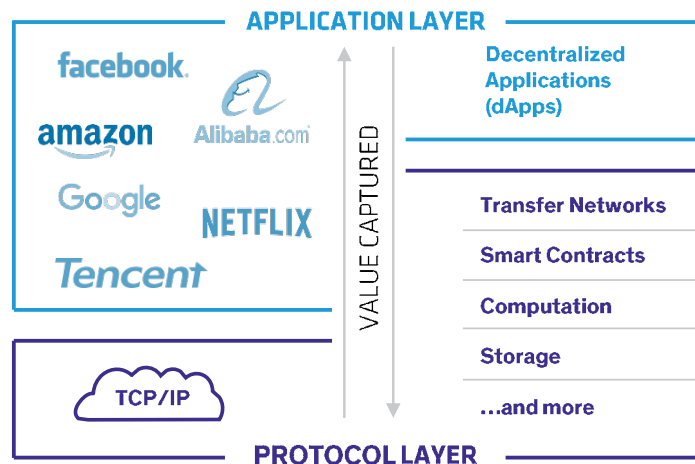 APPLICATION LAYER
facebook.
Alibaba.com
amazon
Google
NETFLIX
Tencent
TCP/IP
VALUE CAPTURED
Decentralized
Applications
(dApps)
Transfer Networks
Smart Contracts
Computation
Storage
...and more
PROTOCOL LAYER